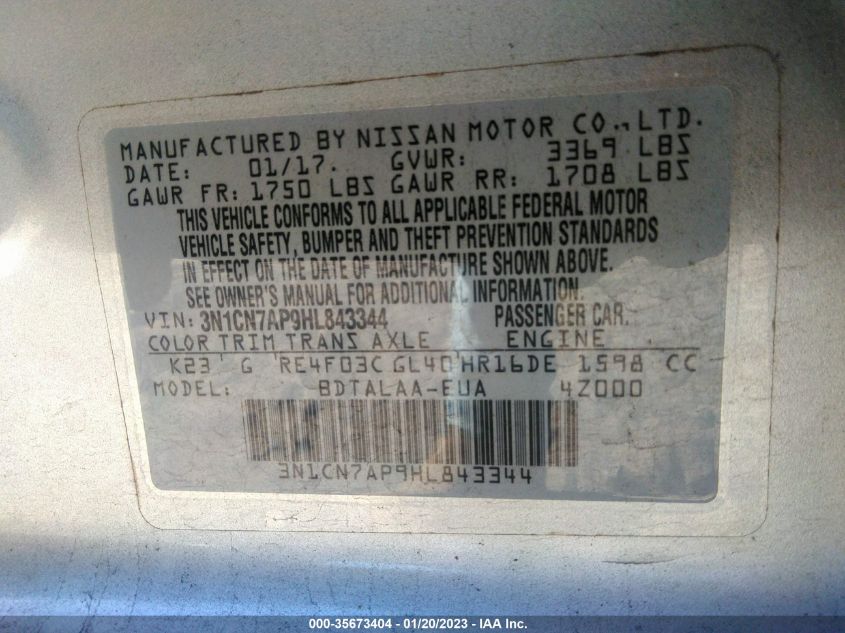 MANUFACTURED BY NISSAN MOTOR CO., LTD.
DATE: 01/17. GVWR: 3369 LBS
GAWR FR: 1750 LBS GAWR RR: 1708 LBS
THIS VEHICLE CONFORMS TO ALL APPLICABLE FEDERAL MOTOR
VEHICLE SAFETY, BUMPER AND THEFT PREVENTION STANDARDS
IN EFFECT ON THE DATE OF MANUFACTURE SHOWN ABOVE.
SEE OWNER'S MANUAL FOR ADDITIONAL INFORMATION.
VIN: 3N1CN7AP9HL843344 PASSENGER CAR.
COLOR TRIM TRANS AXLE ENGINE
K23 G RE4F03C GL40 HR16DE 1598 CC
MODEL: BDTALAA-EUA 4Z000
3N1CN7AP9HL843344
000-35673404 - 01/20/2023 - IAA Inc.